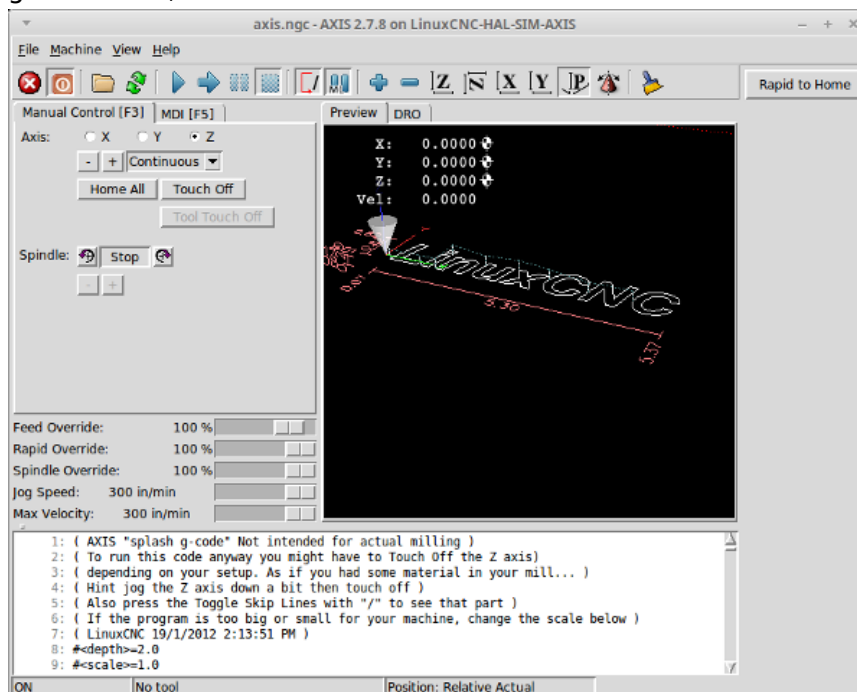 axis.ngc - AXIS 2.7.8 on LinuxCNC-HAL-SIM-AXIS
File Machine View Help
Z N X Y P
Rapid to Home
Manual Control [F3] MDI [F5]
Preview DRO
Axis: X Y Z
- + Continuous
Home All Touch Off
Tool Touch Off
Spindle: Stop
- +
X: 0.0000
Y: 0.0000
Z: 0.0000
Vel: 0.0000
LinuxCNC
0.01
5.36
5.37
Feed Override: 100 %
Rapid Override: 100 %
Spindle Override: 100 %
Jog Speed: 300 in/min
Max Velocity: 300 in/min
1: ( AXIS "splash g-code" Not intended for actual milling )
2: ( To run this code anyway you might have to Touch Off the Z axis)
3: ( depending on your setup. As if you had some material in your mill... )
4: ( Hint jog the Z axis down a bit then touch off )
5: ( Also press the Toggle Skip Lines with "/" to see that part )
6: ( If the program is too big or small for your machine, change the scale below )
7: ( LinuxCNC 19/1/2012 2:13:51 PM )
8: #<depth>=2.0
9: #<scale>=1.0
ON No tool Position: Relative Actual